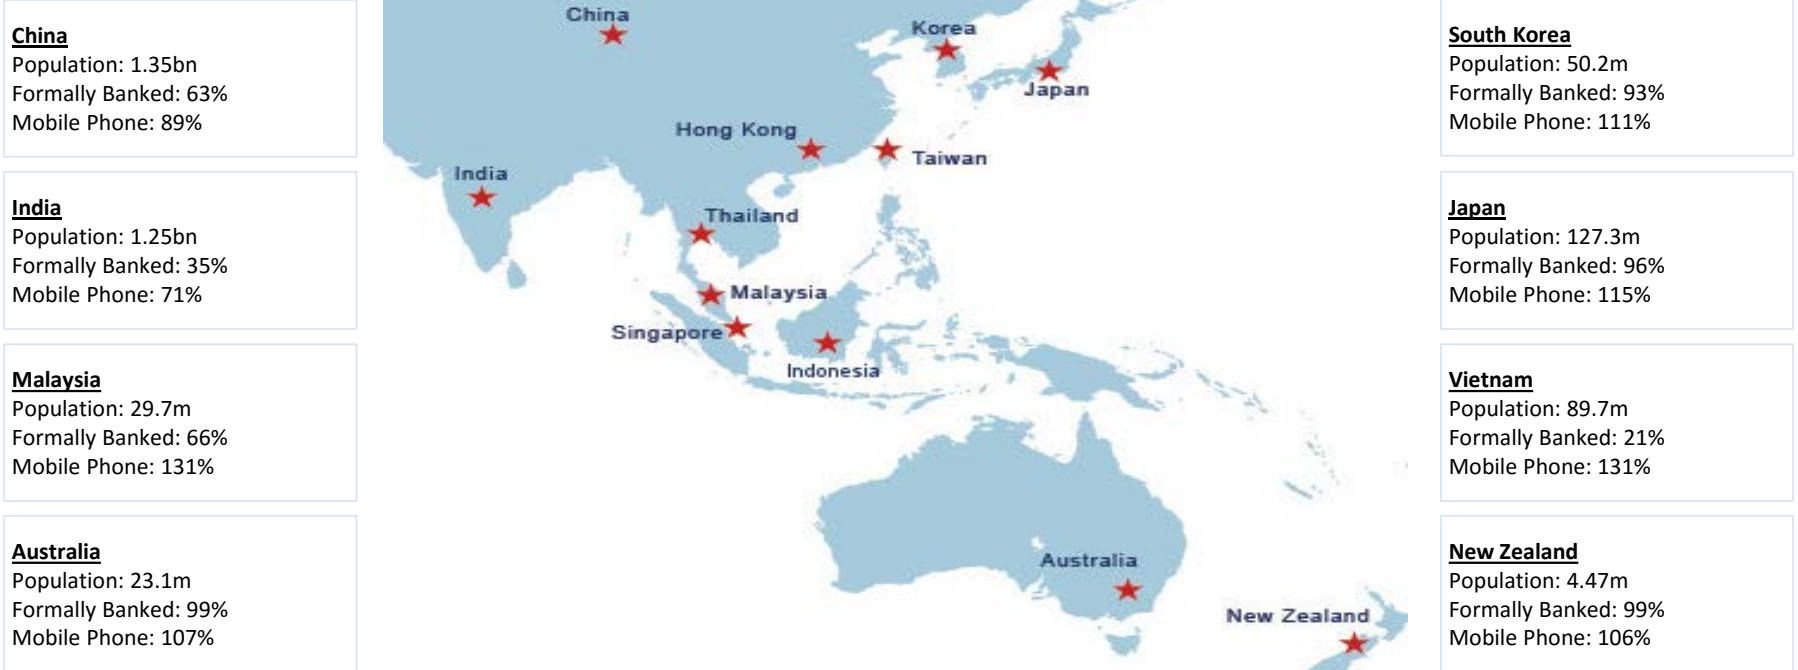 China
Population: 1.35bn
Formally Banked: 63%
Mobile Phone: 89%
India
Population: 1.25bn
Formally Banked: 35%
Mobile Phone: 71%
Malaysia
Population: 29.7m
Formally Banked: 66%
Mobile Phone: 131%
Australia
Population: 23.1m
Formally Banked: 99%
Mobile Phone: 107%
China
Korea
Japan
Hong Kong
Taiwan
India
Thailand
Malaysia
Singapore
Indonesia
Australia
New Zealand
South Korea
Population: 50.2m
Formally Banked: 93%
Mobile Phone: 111%
Japan
Population: 127.3m
Formally Banked: 96%
Mobile Phone: 115%
Vietnam
Population: 89.7m
Formally Banked: 21%
Mobile Phone: 131%
New Zealand
Population: 4.47m
Formally Banked: 99%
Mobile Phone: 106%